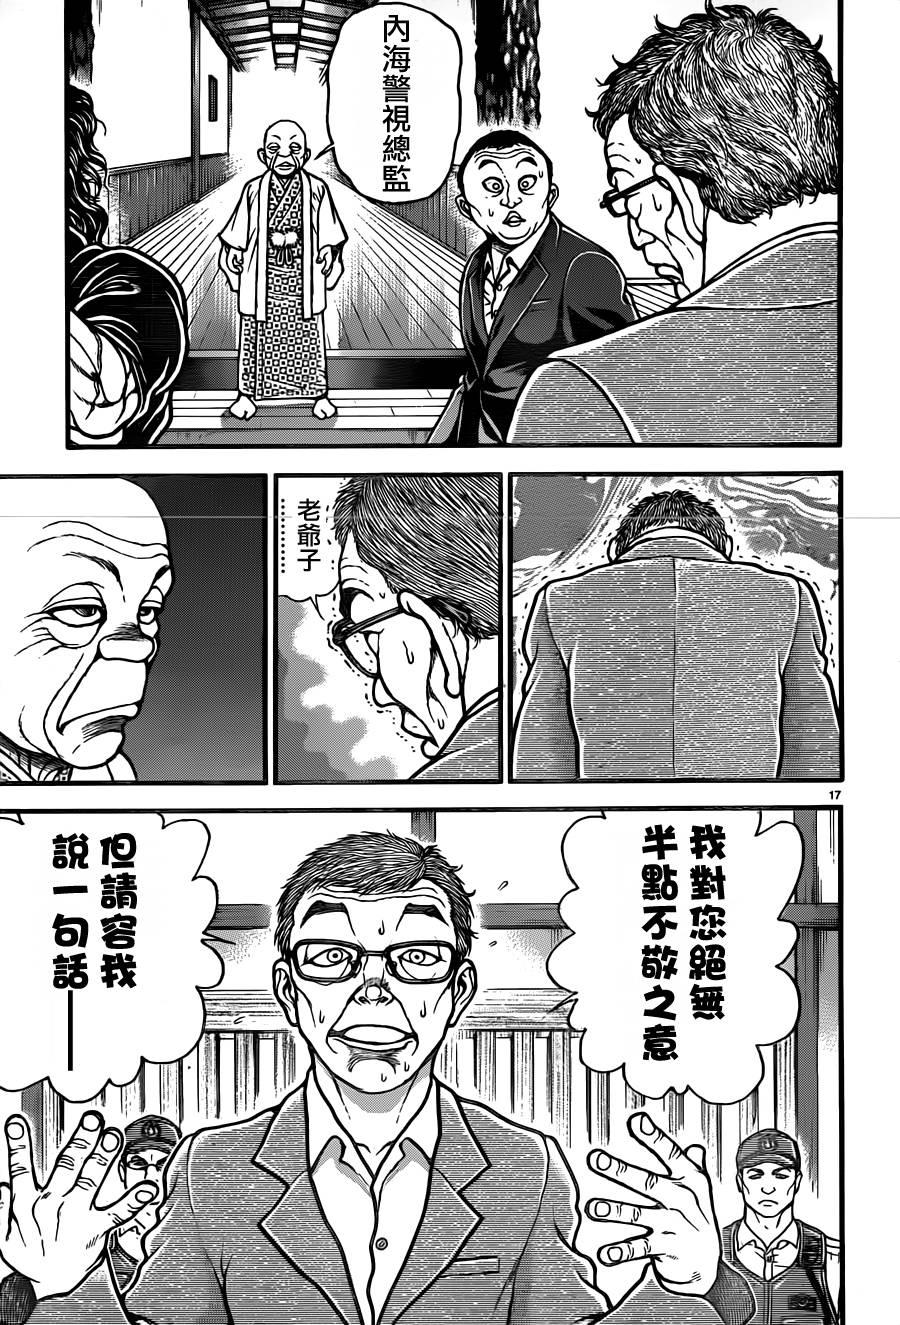 內海警視總監
老爺子
…………
17
我對您絕無
半點不敬之意
但請容我
說一句話——